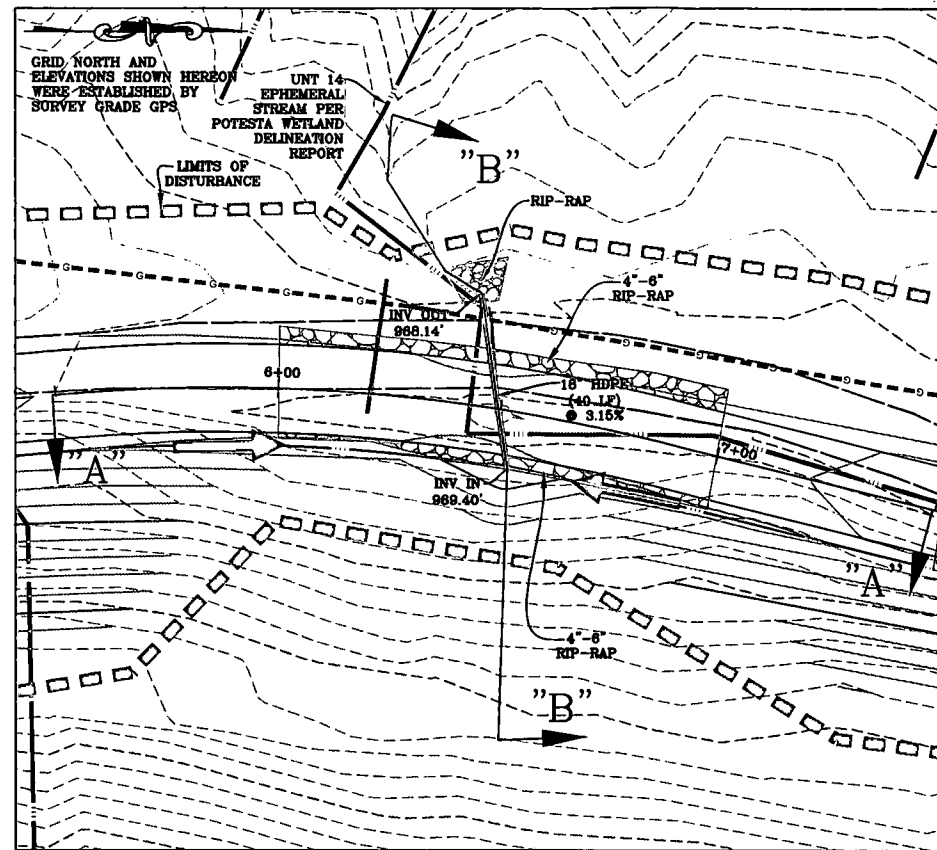 GRID NORTH AND
ELEVATIONS SHOWN HEREON
WERE ESTABLISHED BY
SURVEY GRADE GPS
UNT 14
EPHEMERAL
STREAM PER
POTESTA WETLAND
DELINEATION
REPORT
"B"
LIMITS OF
DISTURBANCE
RIP-RAP
G
G
G
4"-6"
RIP-RAP
INV OUT
968.14'
G
G
G
6+00
18" HDPE
(40 LF)
@ 3.15%
7+00
"A"
INV IN
969.40'
"A"
4"-6"
RIP-RAP
"B"